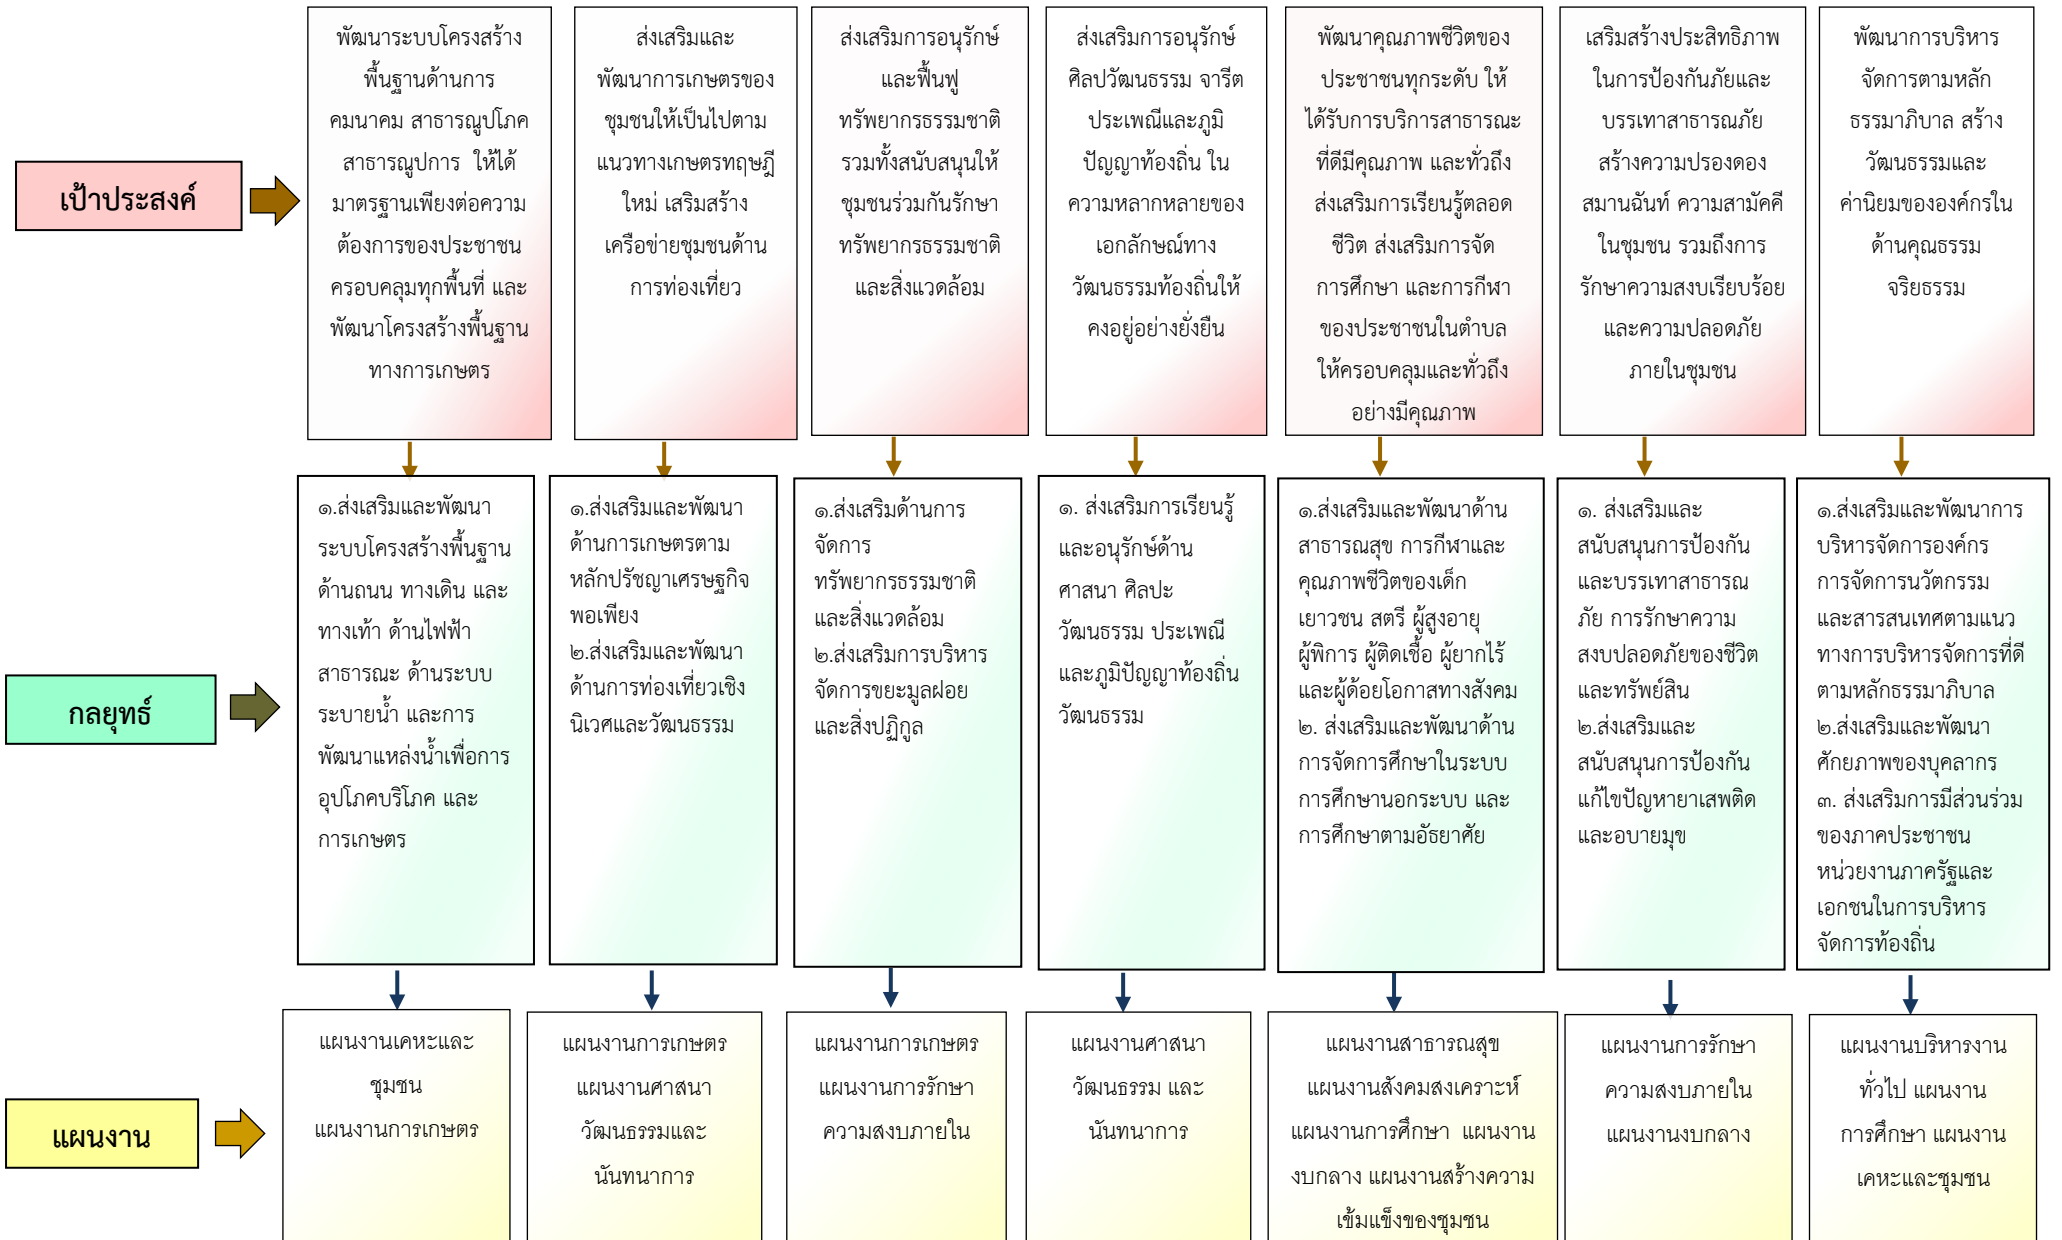 เป้าประสงค์
พัฒนาระบบโครงสร้าง
พื้นฐานด้านการ
คมนาคม สาธารณูปโภค
สาธารณูปการ ให้ได้
มาตรฐานเพียงต่อความ
ต้องการของประชาชน
ครอบคลุมทุกพื้นที่ และ
พัฒนาโครงสร้างพื้นฐาน
ทางการเกษตร
ส่งเสริมและ
พัฒนาการเกษตรของ
ชุมชนให้เป็นไปตาม
แนวทางเกษตรทฤษฎี
ใหม่ เสริมสร้าง
เครือข่ายชุมชนด้าน
การท่องเที่ยว
ส่งเสริมการอนุรักษ์
และฟื้นฟู
ทรัพยากรธรรมชาติ
รวมทั้งสนับสนุนให้
ชุมชนร่วมกันรักษา
ทรัพยากรธรรมชาติ
และสิ่งแวดล้อม
ส่งเสริมการอนุรักษ์
ศิลปวัฒนธรรม จารีต
ประเพณีและภูมิ
ปัญญาท้องถิ่น ใน
ความหลากหลายของ
เอกลักษณ์ทาง
วัฒนธรรมท้องถิ่นให้
คงอยู่อย่างยั่งยืน
พัฒนาคุณภาพชีวิตของ
ประชาชนทุกระดับ ให้
ได้รับการบริการสาธารณะ
ที่ดีมีคุณภาพ และทั่วถึง
ส่งเสริมการเรียนรู้ตลอด
ชีวิต ส่งเสริมการจัด
การศึกษา และการกีฬา
ของประชาชนในตำบล
ให้ครอบคลุมและทั่วถึง
อย่างมีคุณภาพ
เสริมสร้างประสิทธิภาพ
ในการป้องกันภัยและ
บรรเทาสาธารณภัย
สร้างความปรองดอง
สมานฉันท์ ความสามัคคี
ในชุมชน รวมถึงการ
รักษาความสงบเรียบร้อย
และความปลอดภัย
ภายในชุมชน
พัฒนาการบริหาร
จัดการตามหลัก
ธรรมาภิบาล สร้าง
วัฒนธรรมและ
ค่านิยมขององค์กรใน
ด้านคุณธรรม
จริยธรรม
กลยุทธ์
๑.ส่งเสริมและพัฒนา
ระบบโครงสร้างพื้นฐาน
ด้านถนน ทางเดิน และ
ทางเท้า ด้านไฟฟ้า
สาธารณะ ด้านระบบ
ระบายน้ำ และการ
พัฒนาแหล่งน้ำเพื่อการ
อุปโภคบริโภค และ
การเกษตร
๑.ส่งเสริมและพัฒนา
ด้านการเกษตรตาม
หลักปรัชญาเศรษฐกิจ
พอเพียง
๒.ส่งเสริมและพัฒนา
ด้านการท่องเที่ยวเชิง
นิเวศและวัฒนธรรม
๑.ส่งเสริมด้านการ
จัดการ
ทรัพยากรธรรมชาติ
และสิ่งแวดล้อม
๒.ส่งเสริมการบริหาร
จัดการขยะมูลฝอย
และสิ่งปฏิกูล
๑. ส่งเสริมการเรียนรู้
และอนุรักษ์ด้าน
ศาสนา ศิลปะ
วัฒนธรรม ประเพณี
และภูมิปัญญาท้องถิ่น
วัฒนธรรม
๑.ส่งเสริมและพัฒนาด้าน
สาธารณสุข การกีฬาและ
คุณภาพชีวิตของเด็ก
เยาวชน สตรี ผู้สูงอายุ
ผู้พิการ ผู้ติดเชื้อ ผู้ยากไร้
และผู้ด้อยโอกาสทางสังคม
๒. ส่งเสริมและพัฒนาด้าน
การจัดการศึกษาในระบบ
การศึกษานอกระบบ และ
การศึกษาตามอัธยาศัย
๑. ส่งเสริมและ
สนับสนุนการป้องกัน
และบรรเทาสาธารณ
ภัย การรักษาความ
สงบปลอดภัยของชีวิต
และทรัพย์สิน
๒.ส่งเสริมและ
สนับสนุนการป้องกัน
แก้ไขปัญหายาเสพติด
และอบายมุข
๑.ส่งเสริมและพัฒนาการ
บริหารจัดการองค์กร
การจัดการนวัตกรรม
และสารสนเทศตามแนว
ทางการบริหารจัดการที่ดี
ตามหลักธรรมาภิบาล
๒.ส่งเสริมและพัฒนา
ศักยภาพของบุคลากร
๓. ส่งเสริมการมีส่วนร่วม
ของภาคประชาชน
หน่วยงานภาครัฐและ
เอกชนในการบริหาร
จัดการท้องถิ่น
แผนงาน
แผนงานเคหะและ
ชุมชน
แผนงานการเกษตร
แผนงานการเกษตร
แผนงานศาสนา
วัฒนธรรมและ
นันทนาการ
แผนงานการเกษตร
แผนงานการรักษา
ความสงบภายใน
แผนงานศาสนา
วัฒนธรรม และ
นันทนาการ
แผนงานสาธารณสุข
แผนงานสังคมสงเคราะห์
แผนงานการศึกษา แผนงาน
งบกลาง แผนงานสร้างความ
เข้มแข็งของชุมชน
แผนงานการรักษา
ความสงบภายใน
แผนงานงบกลาง
แผนงานบริหารงาน
ทั่วไป แผนงาน
การศึกษา แผนงาน
เคหะและชุมชน